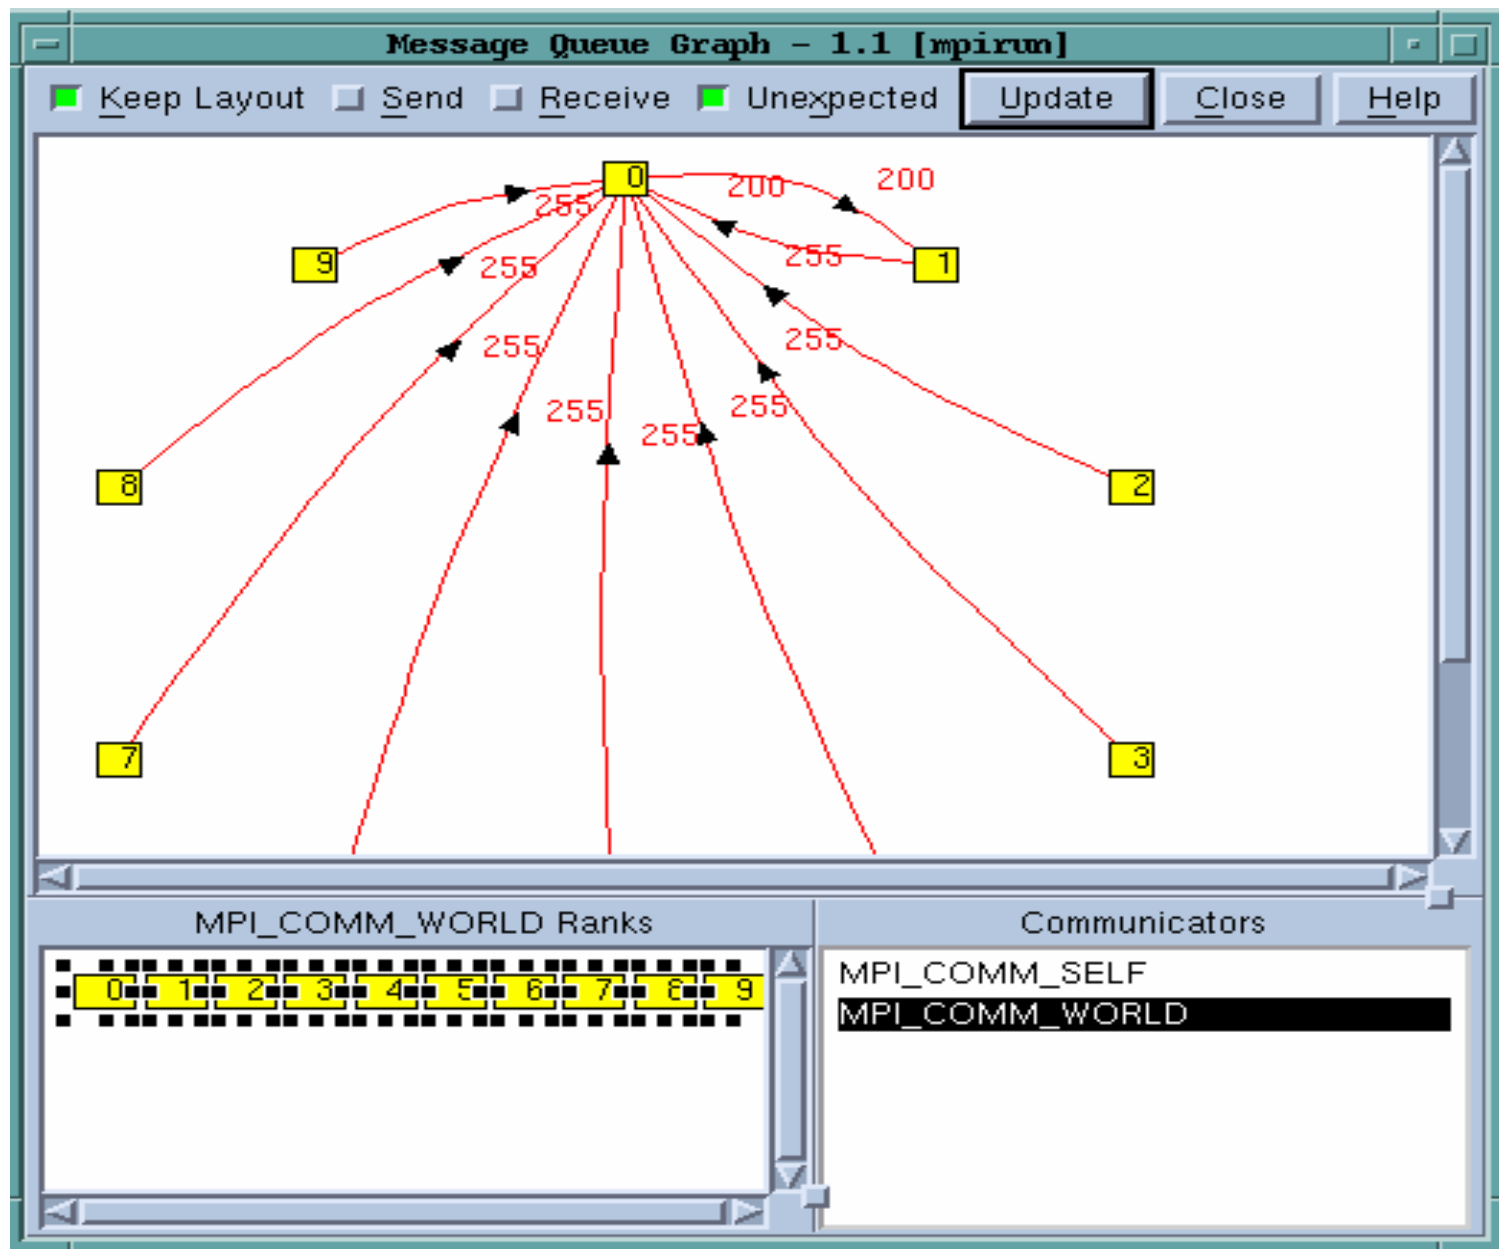 Message Queue Graph - 1.1 [mpirun]
Keep Layout Send Receive Unexpected Update Close Help
0
200 200
255
9
255
1
255
255
255
255
255
255
255
8
2
7
3
MPI_COMM_WORLD Ranks
0 1 2 3 4 5 6 7 8 9
Communicators
MPI_COMM_SELF
MPI_COMM_WORLD